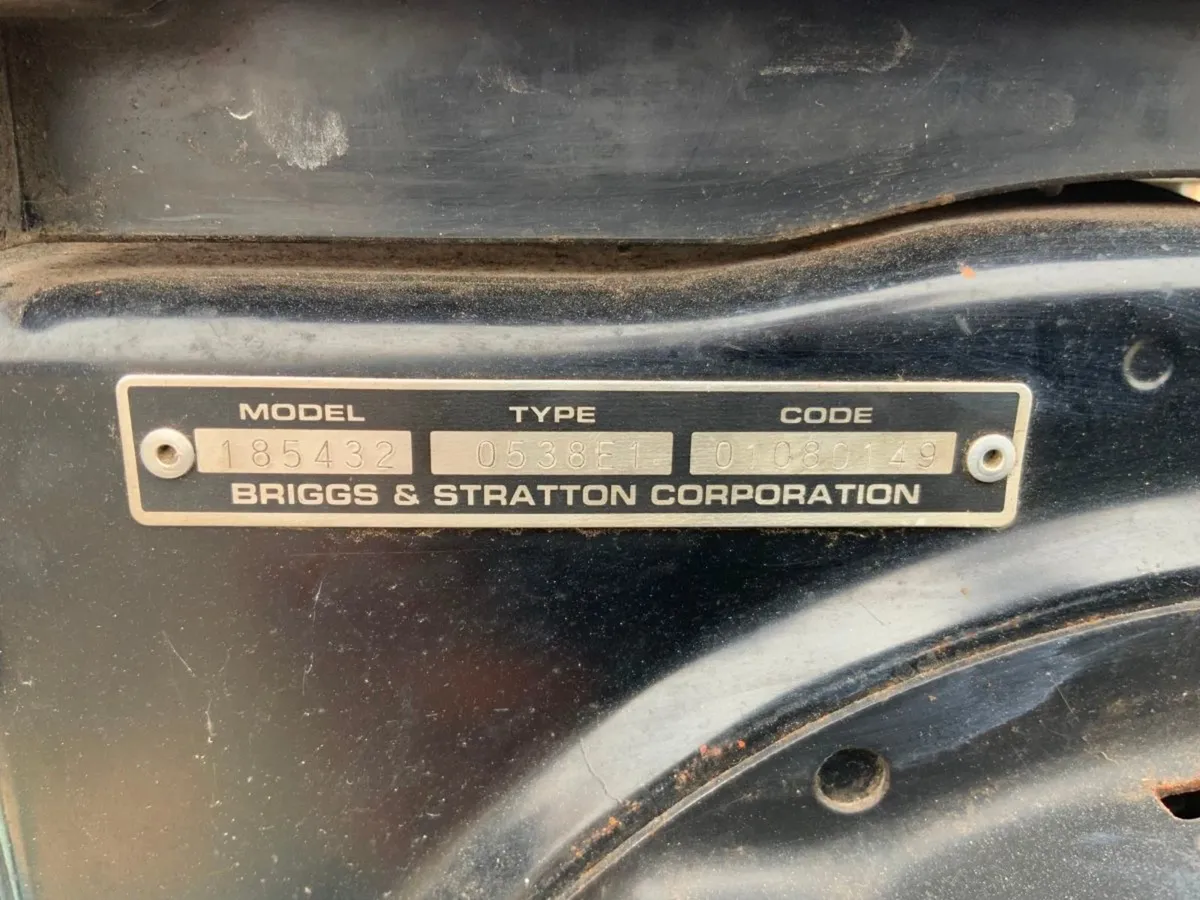 MODEL TYPE CODE
185432 0538E1 01080149
BRIGGS & STRATTON CORPORATION